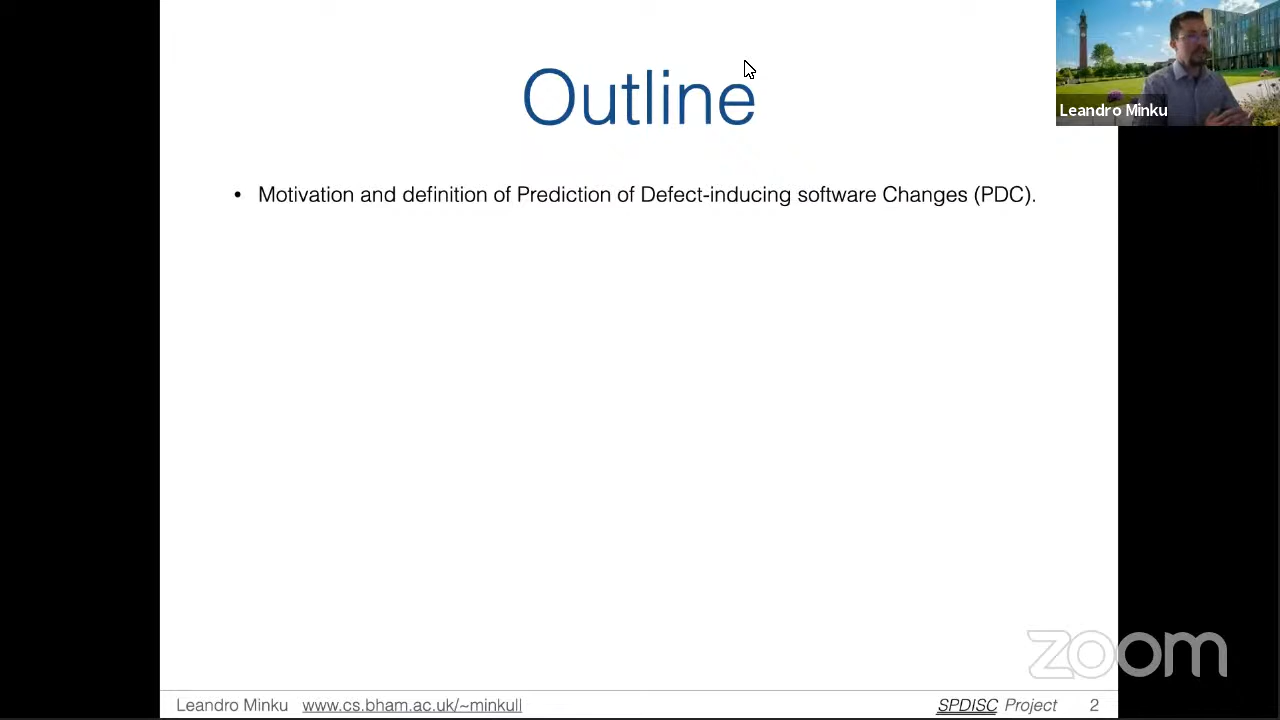 Outline
Leandro Minku
• Motivation and definition of Prediction of Defect-inducing software Changes (PDC).
zoom
Leandro Minku www.cs.bham.ac.uk/~minkull SPDISC Project 2